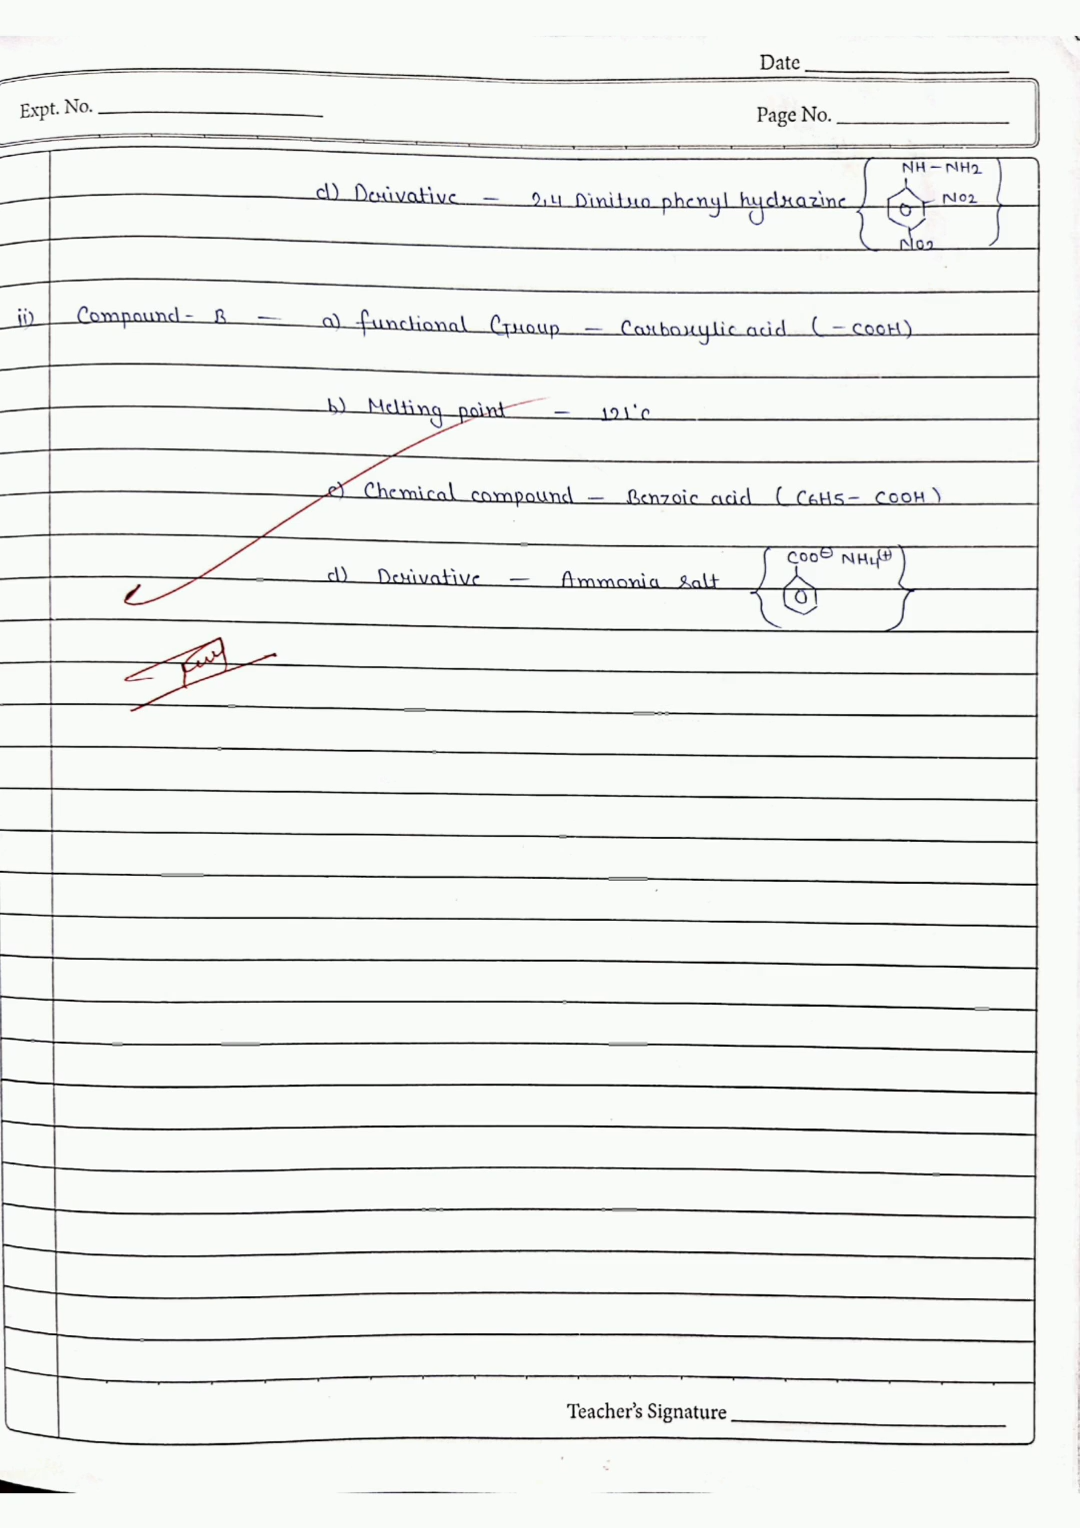 Date
Expt. No.
Page No.
d) Derivative - 2,4 Dinitro phenyl hydrazine
NH - NH2
NO2
NO2
ii) Compound - B - a) functional Group - Carboxylic acid ( - COOH)
b) Melting point - 121°C
c) Chemical compound - Benzoic acid ( C6H5 - COOH )
d) Derivative - Ammonia salt
COO⊖ NH4⊕
Teacher's Signature